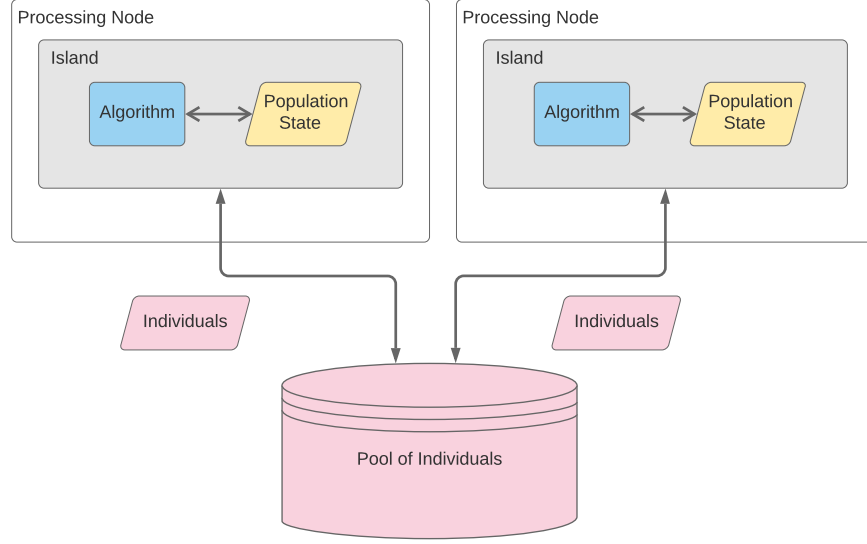 Processing Node
Island
Algorithm
Population
State
Processing Node
Island
Algorithm
Population
State
Individuals
Individuals
Pool of Individuals